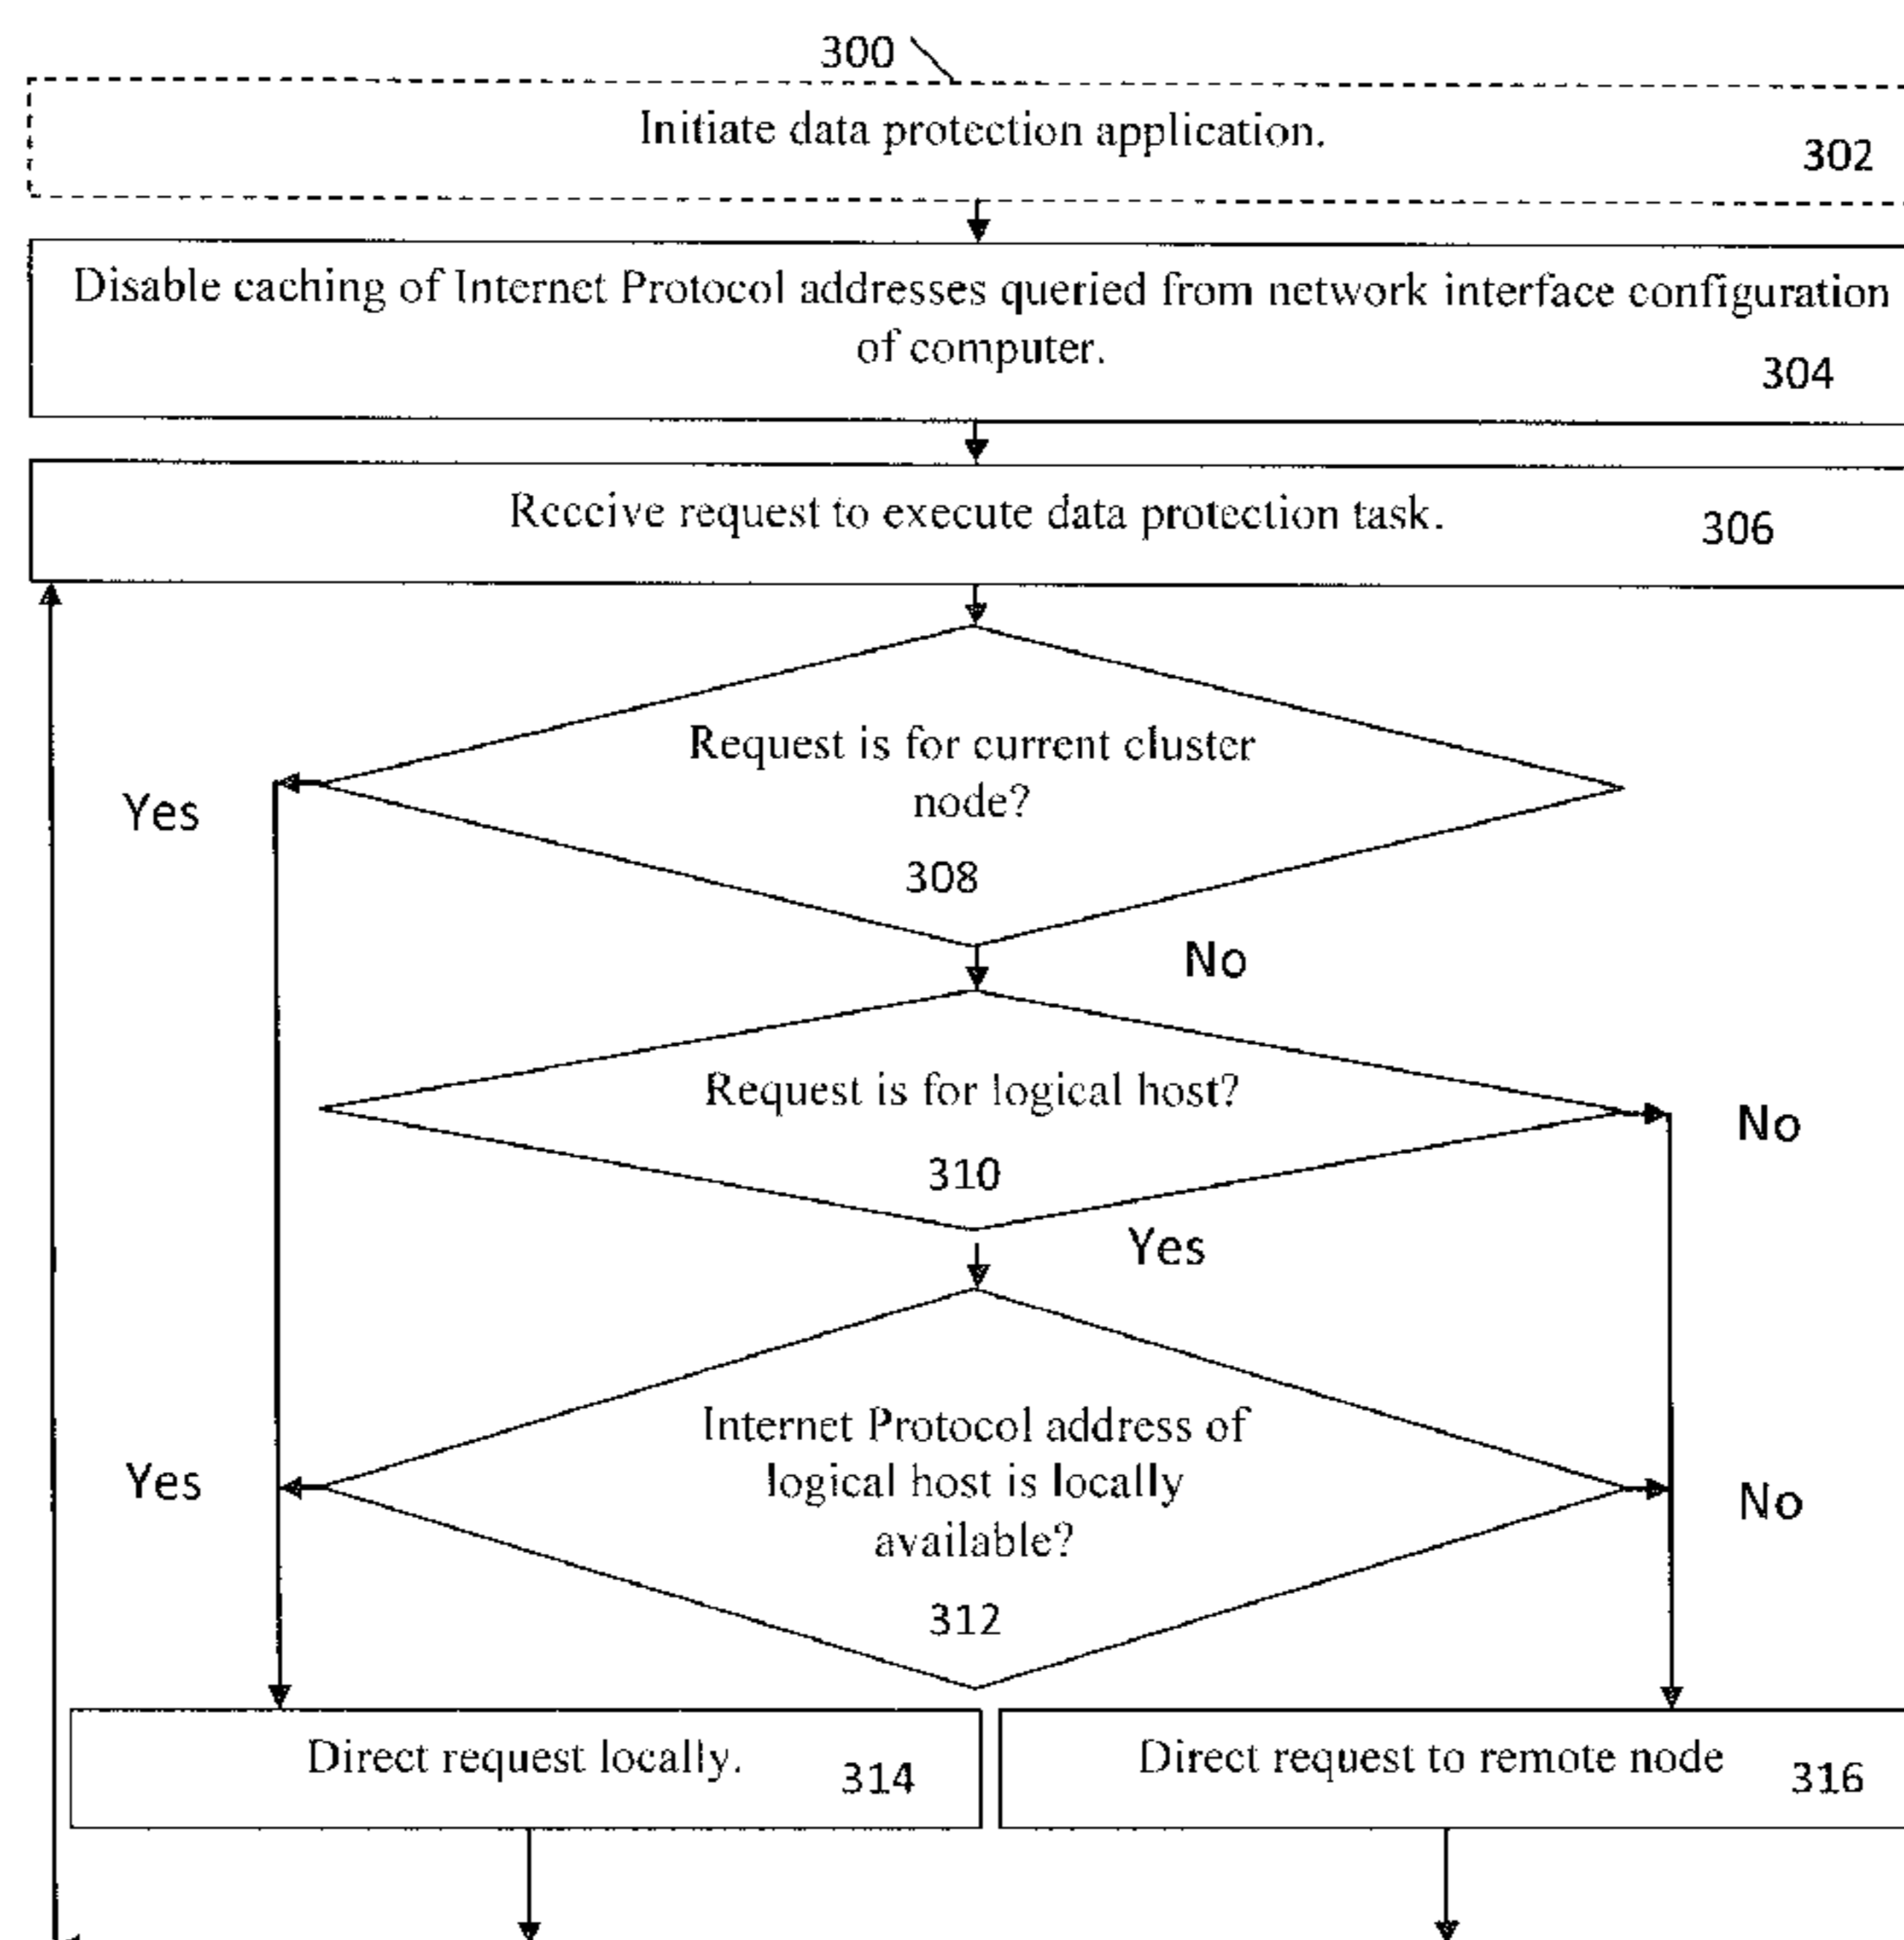 300
Initiate data protection application.
302
Disable caching of Internet Protocol addresses queried from network interface configuration
of computer.
304
Receive request to execute data protection task.
306
Request is for current cluster
node?
308
Yes
No
Request is for logical host?
310
No
Yes
Internet Protocol address of
logical host is locally
available?
312
Yes
No
Direct request locally.
314
Direct request to remote node
316